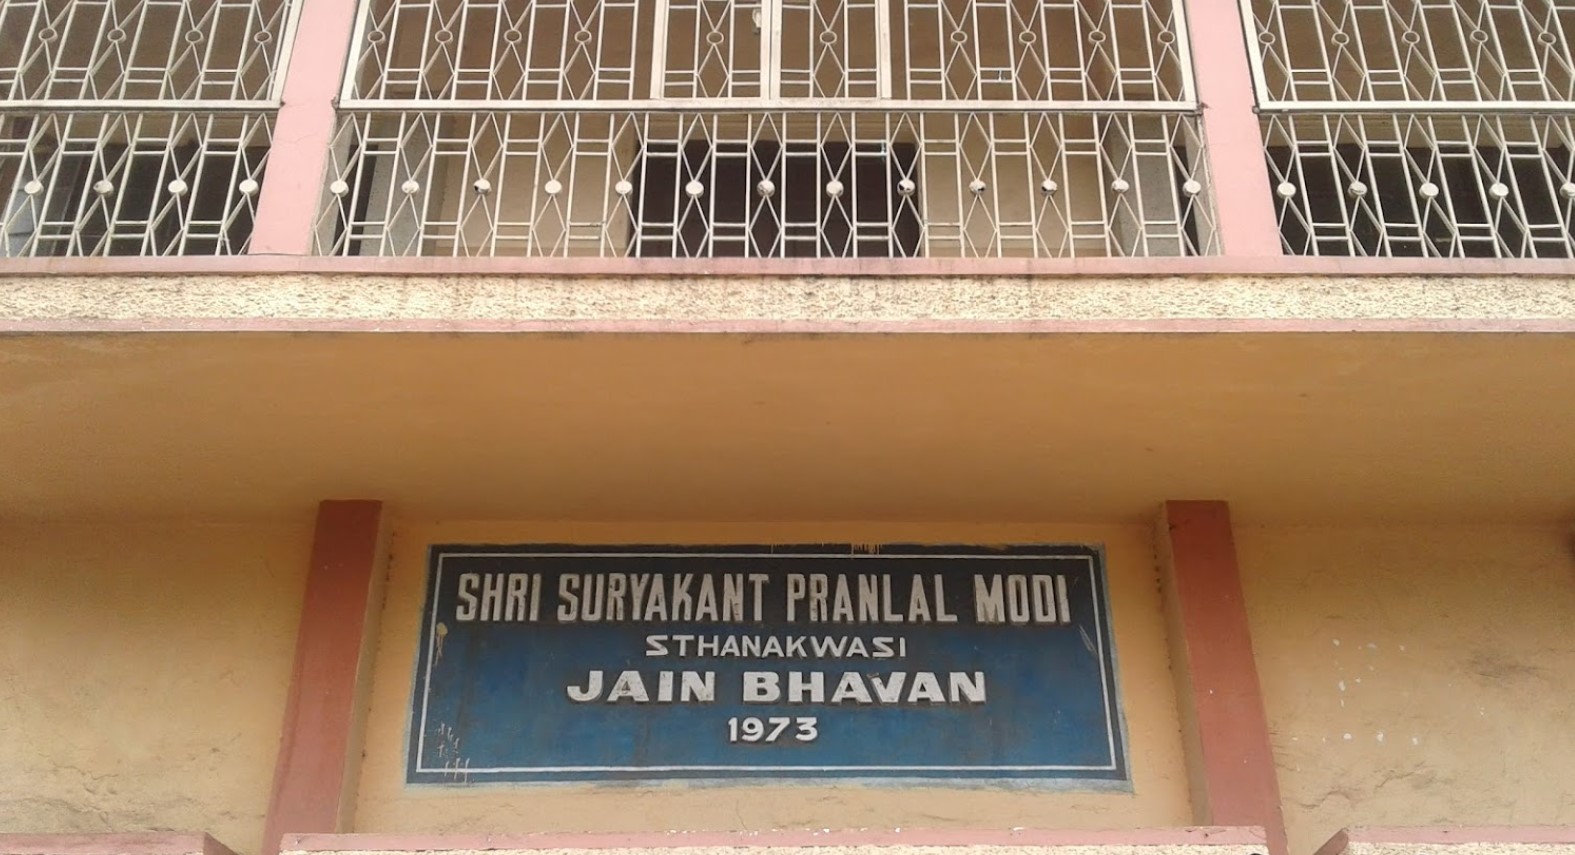 SHRI SURYAKANT PRANLAL MODI
STHANAKWASI
JAIN BHAVAN
1973